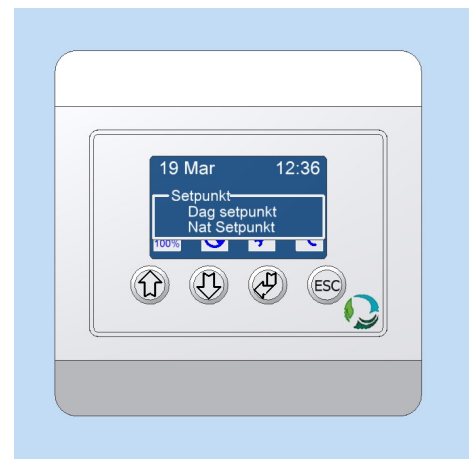 19 Mar 12:36
Setpunkt
Dag setpunkt
Nat Setpunkt
100%
ESC